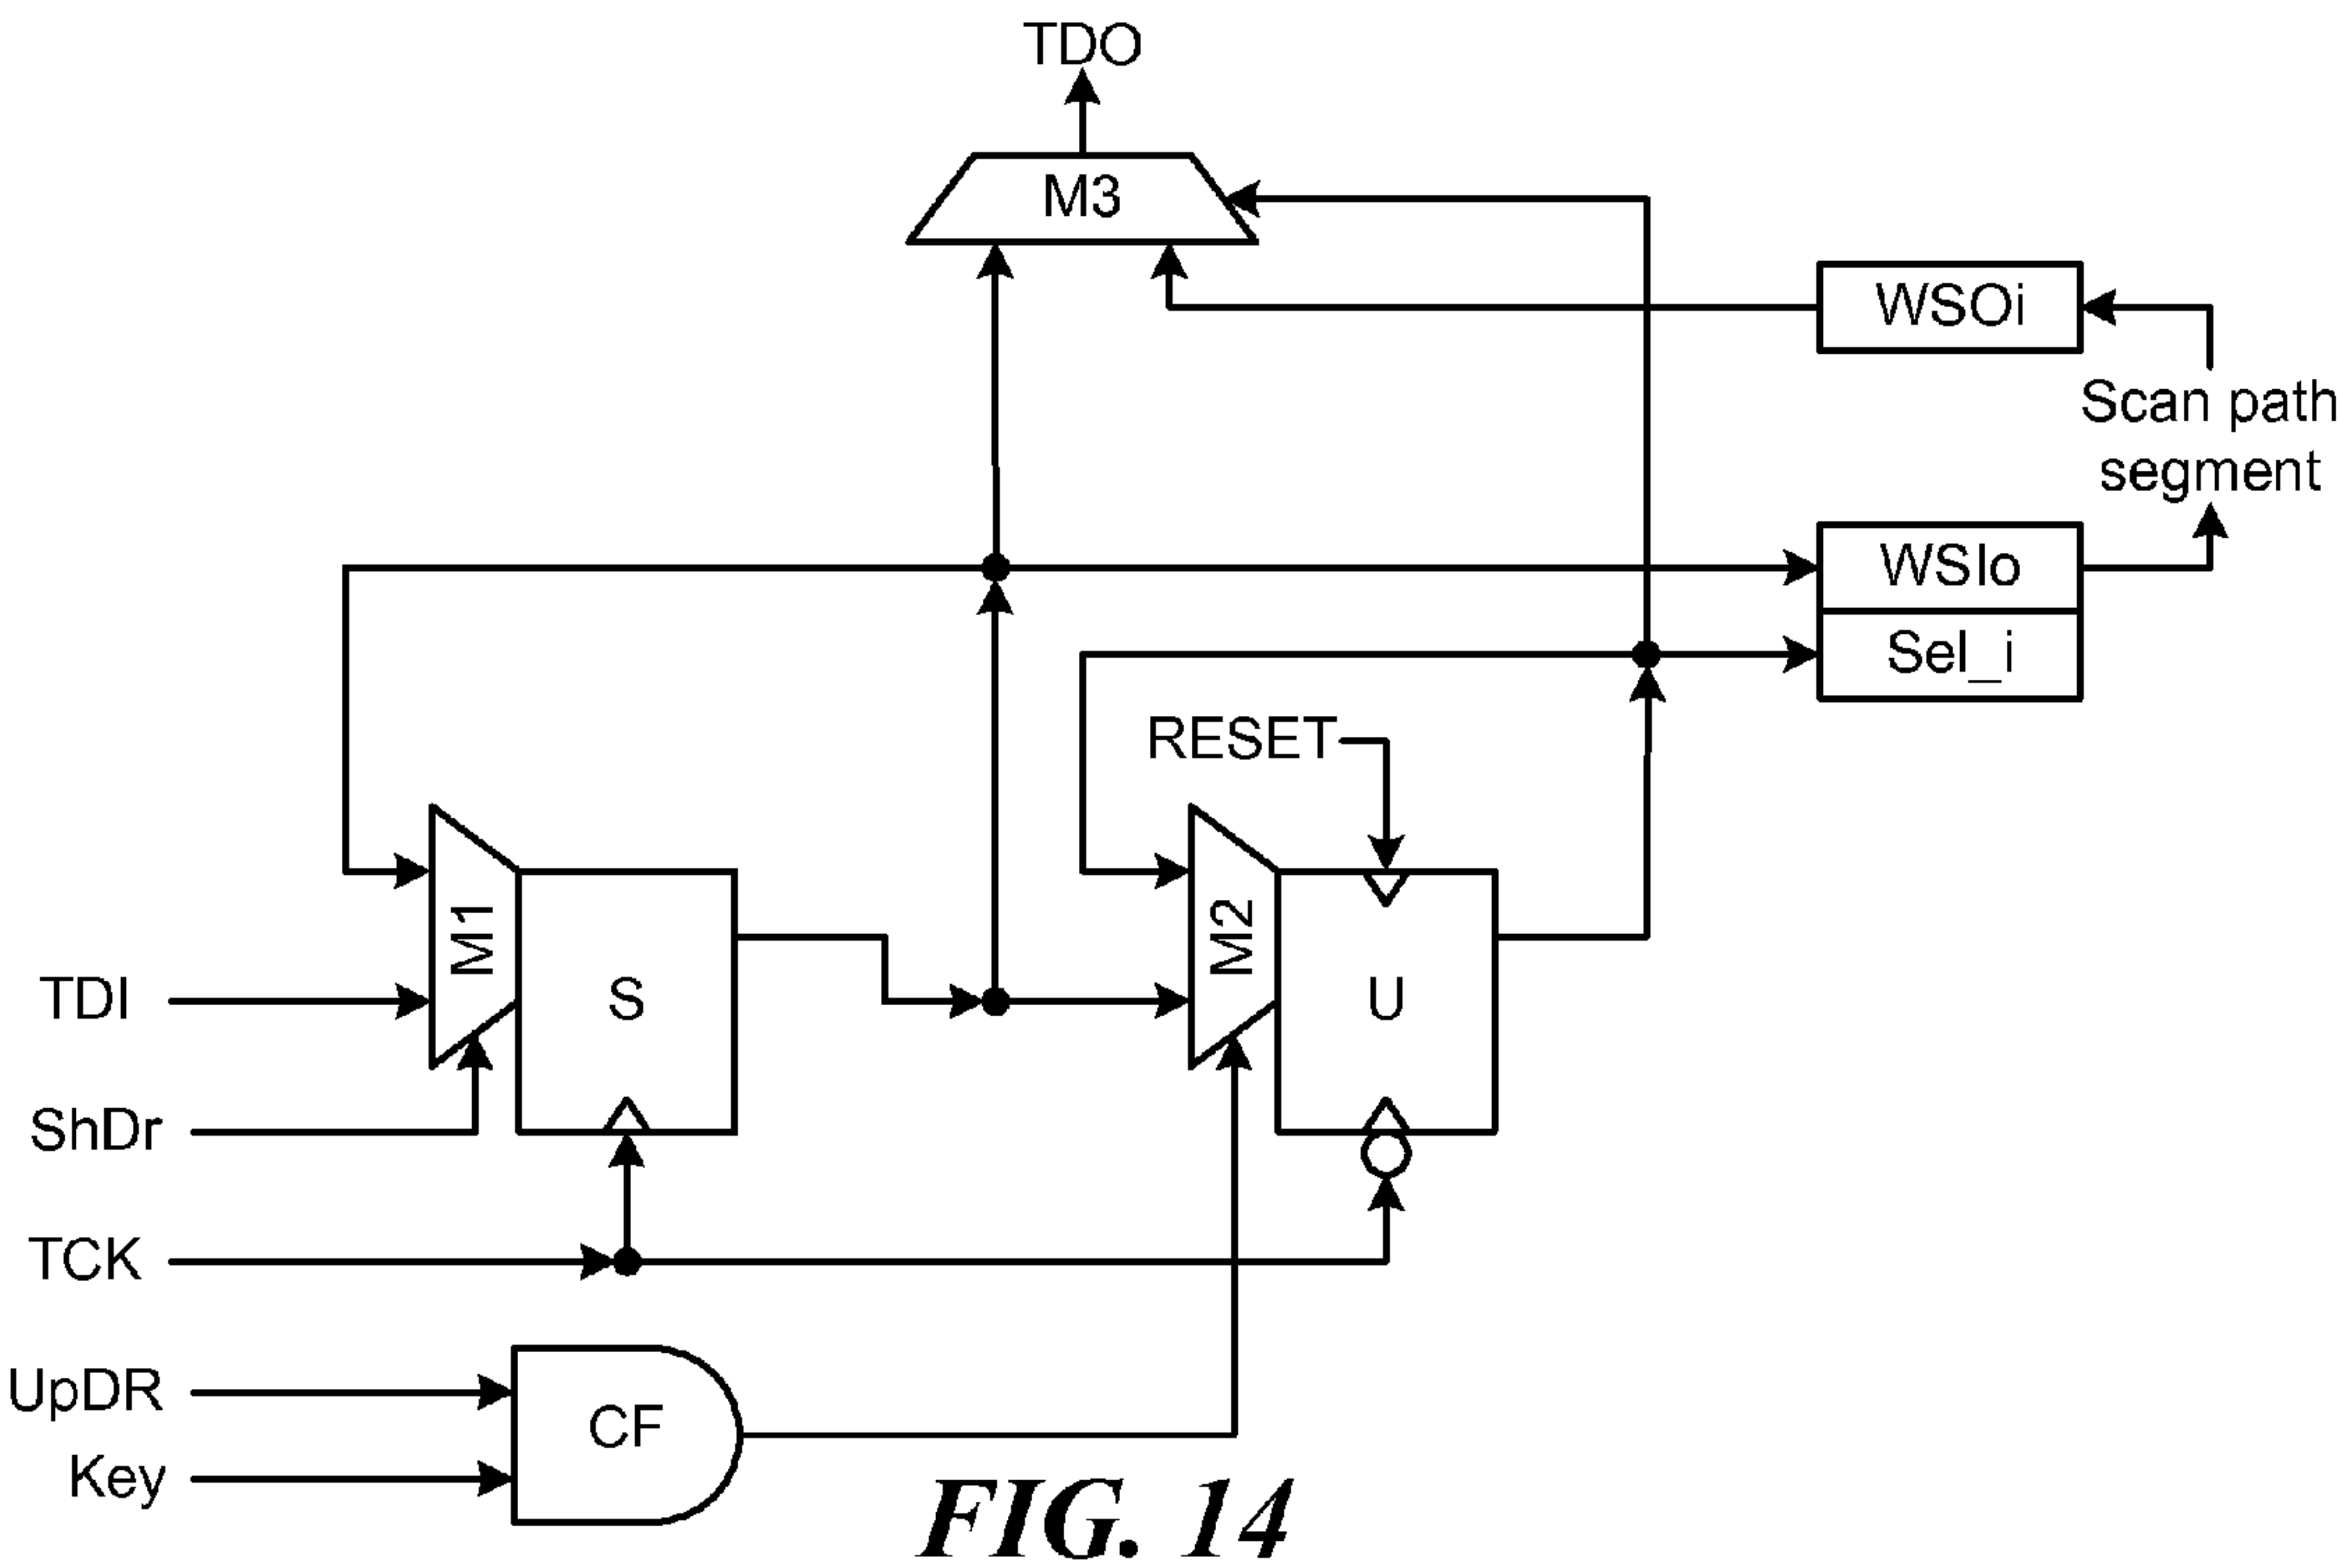 TDO
M3
WSOi
Scan path
segment
WSIo
Sel_i
RESET
M1
S
M2
U
TDI
ShDr
TCK
UpDR
CF
Key
FIG. 14